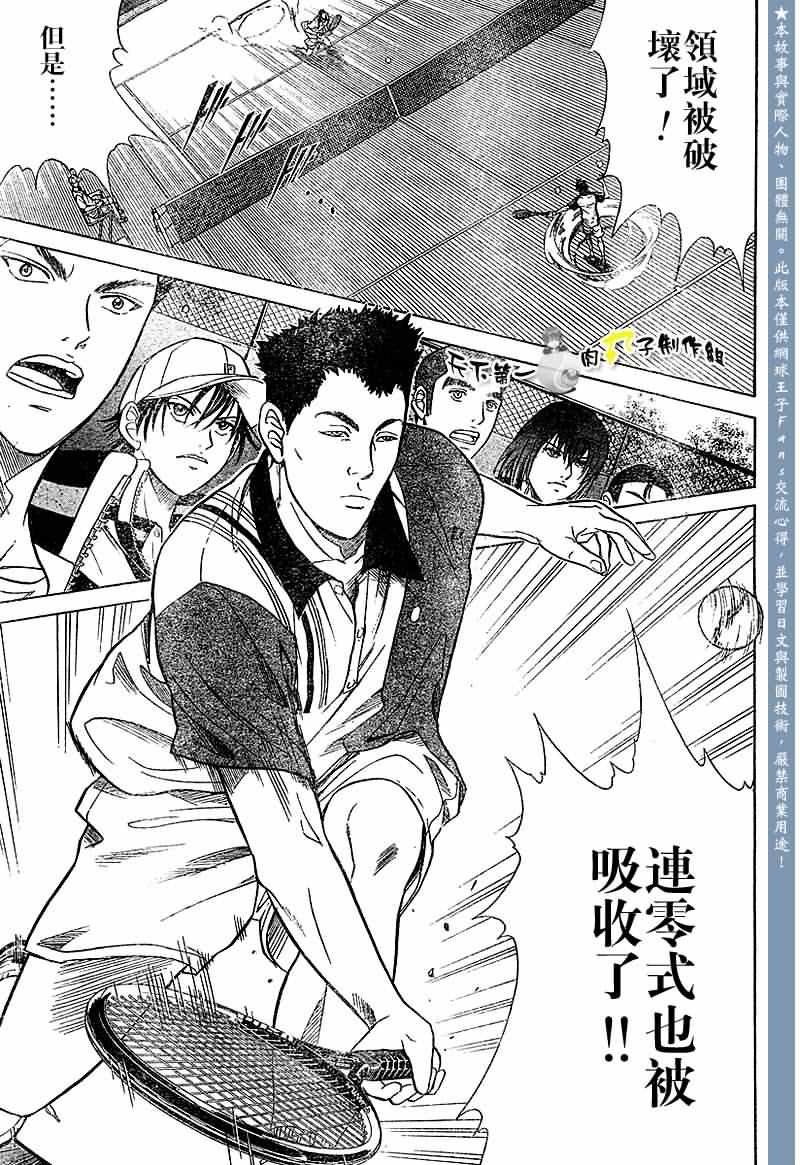 領域被破
壞了！
但是……
天下第一
肉丸子制作組
連零式也被
吸收了!!
★本故事與實際人物、團體無關。此版本僅供網球王子Fans交流心得，並學習日文與製圖技術，嚴禁商業用途！